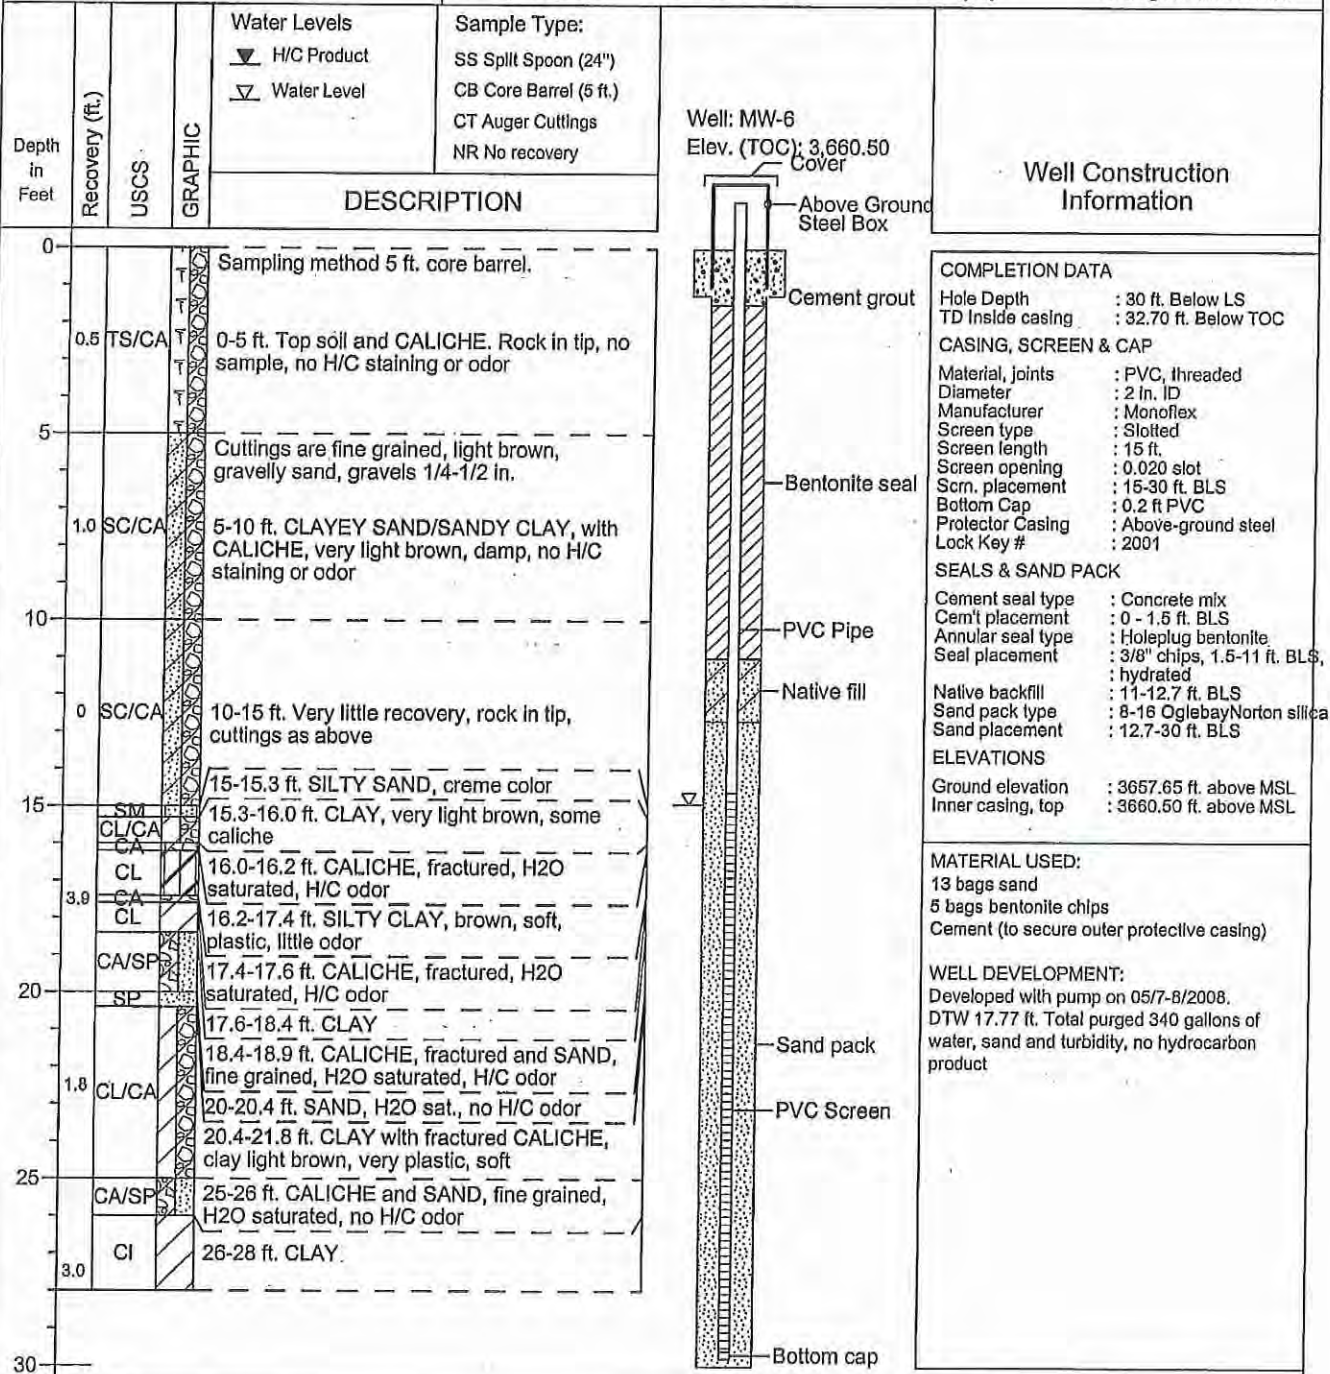 Water Levels
H/C Product
Water Level
Sample Type:
SS Split Spoon (24")
CB Core Barrel (5 ft.)
CT Auger Cuttings
NR No recovery
Depth
in
Feet
Recovery (ft.)
USCS
GRAPHIC
DESCRIPTION
Well: MW-6
Elev. (TOC): 3,660.50
Cover
Above Ground
Steel Box
Cement grout
Bentonite seal
PVC Pipe
Native fill
Sand pack
PVC Screen
Bottom cap
Well Construction
Information
0
Sampling method 5 ft. core barrel.
0.5 TS/CA
0-5 ft. Top soil and CALICHE. Rock in tip, no
sample, no H/C staining or odor
5
Cuttings are fine grained, light brown,
gravelly sand, gravels 1/4-1/2 in.
1.0 SC/CA
5-10 ft. CLAYEY SAND/SANDY CLAY, with
CALICHE, very light brown, damp, no H/C
staining or odor
10
0 SC/CA
10-15 ft. Very little recovery, rock in tip,
cuttings as above
15-15.3 ft. SILTY SAND, creme color
15
SM
15.3-16.0 ft. CLAY, very light brown, some
caliche
CL/CA
CA
16.0-16.2 ft. CALICHE, fractured, H2O
saturated, H/C odor
CL
3.9
CA
CL
16.2-17.4 ft. SILTY CLAY, brown, soft,
plastic, little odor
CA/SP
17.4-17.6 ft. CALICHE, fractured, H2O
saturated, H/C odor
20
SP
17.6-18.4 ft. CLAY
18.4-18.9 ft. CALICHE, fractured and SAND,
fine grained, H2O saturated, H/C odor
1.8 CL/CA
20-20.4 ft. SAND, H2O sat., no H/C odor
20.4-21.8 ft. CLAY with fractured CALICHE,
clay light brown, very plastic, soft
25
CA/SP
25-26 ft. CALICHE and SAND, fine grained,
H2O saturated, no H/C odor
CI
26-28 ft. CLAY.
3.0
30
COMPLETION DATA
Hole Depth : 30 ft. Below LS
TD Inside casing : 32.70 ft. Below TOC
CASING, SCREEN & CAP
Material, joints : PVC, threaded
Diameter : 2 in. ID
Manufacturer : Monoflex
Screen type : Slotted
Screen length : 15 ft.
Screen opening : 0.020 slot
Scrn. placement : 15-30 ft. BLS
Bottom Cap : 0.2 ft PVC
Protector Casing : Above-ground steel
Lock Key # : 2001
SEALS & SAND PACK
Cement seal type : Concrete mix
Cem't placement : 0 - 1.5 ft. BLS
Annular seal type : Holeplug bentonite
Seal placement : 3/8" chips, 1.5-11 ft. BLS,
: hydrated
Native backfill : 11-12.7 ft. BLS
Sand pack type : 8-16 OglebayNorton silica
Sand placement : 12.7-30 ft. BLS
ELEVATIONS
Ground elevation : 3657.65 ft. above MSL
Inner casing, top : 3660.50 ft. above MSL
MATERIAL USED:
13 bags sand
5 bags bentonite chips
Cement (to secure outer protective casing)
WELL DEVELOPMENT:
Developed with pump on 05/7-8/2008.
DTW 17.77 ft. Total purged 340 gallons of
water, sand and turbidity, no hydrocarbon
product